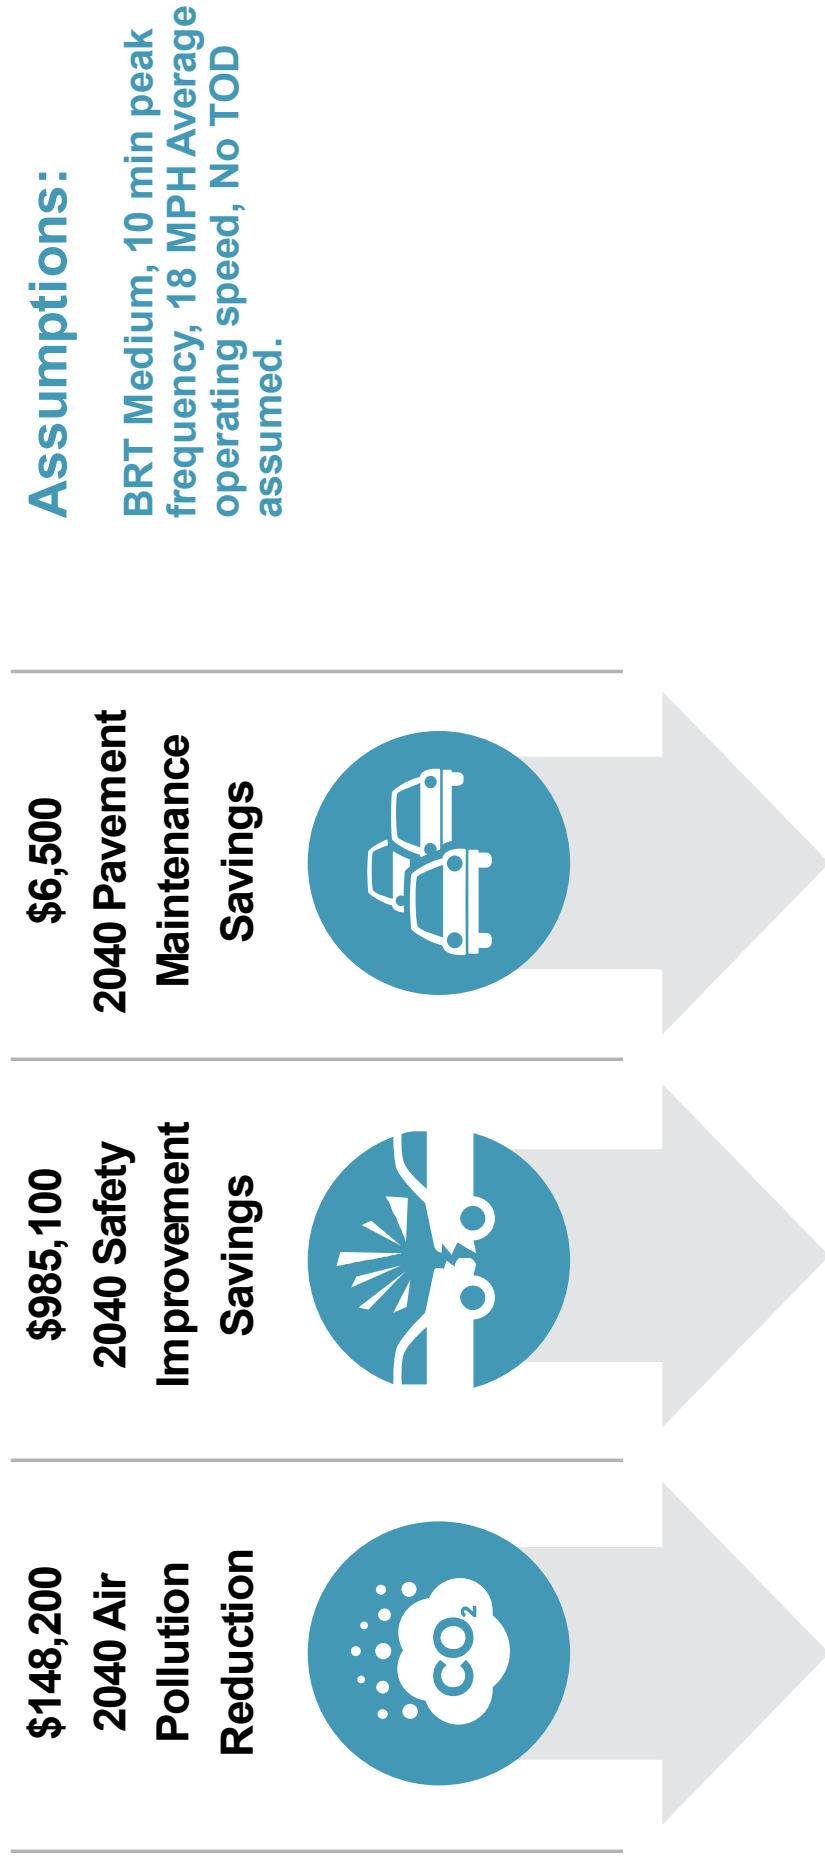 $148,200
2040 Air
Pollution
Reduction
CO₂
$985,100
2040 Safety
Improvement
Savings
$6,500
2040 Pavement
Maintenance
Savings
Assumptions:
BRT Medium, 10 min peak
frequency, 18 MPH Average
operating speed, No TOD
assumed.